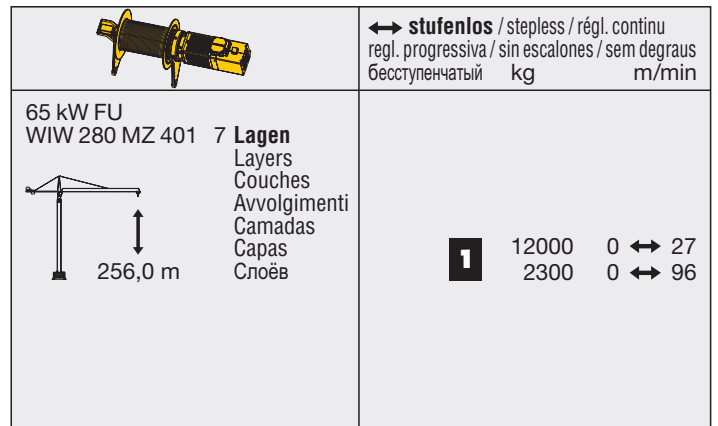 ↔ stufenlos / stepless / régl. continu
regl. progressiva / sin escalones / sem degraus
бесступенчатый kg m/min
65 kW FU
WIW 280 MZ 401 7 Lagen
Layers
Couches
Avvolgimenti
Camadas
Capas
256,0 m Слоëв
1 12000 0 ↔ 27
2300 0 ↔ 96